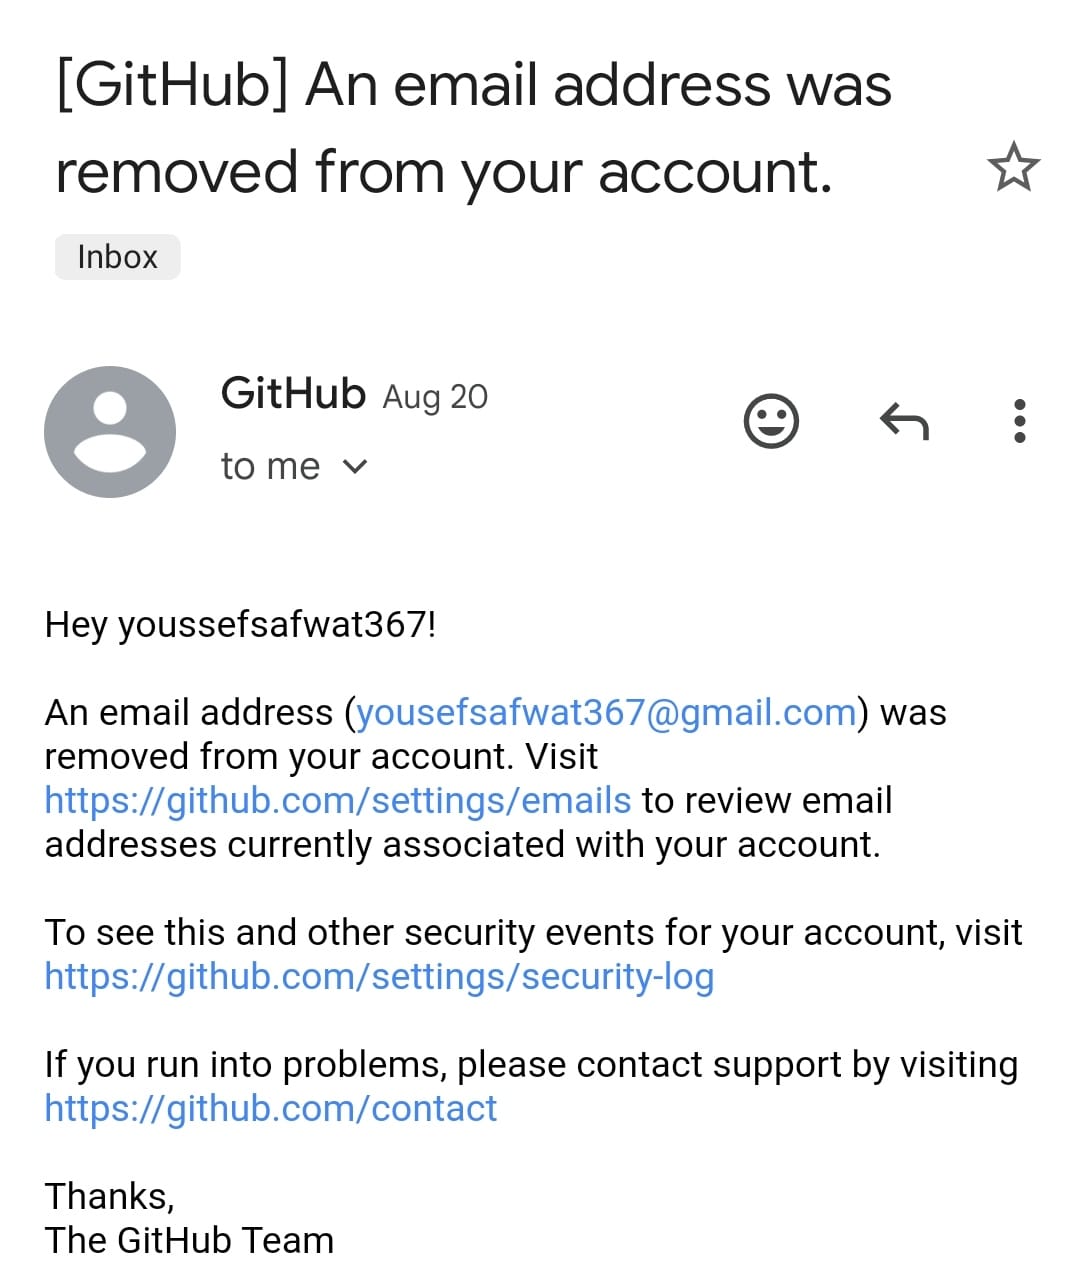 [GitHub] An email address was
removed from your account.
Inbox
GitHub Aug 20
to me
Hey youssefsafwat367!
An email address (yousefsafwat367@gmail.com) was
removed from your account. Visit
https://github.com/settings/emails to review email
addresses currently associated with your account.
To see this and other security events for your account, visit
https://github.com/settings/security-log
If you run into problems, please contact support by visiting
https://github.com/contact
Thanks,
The GitHub Team